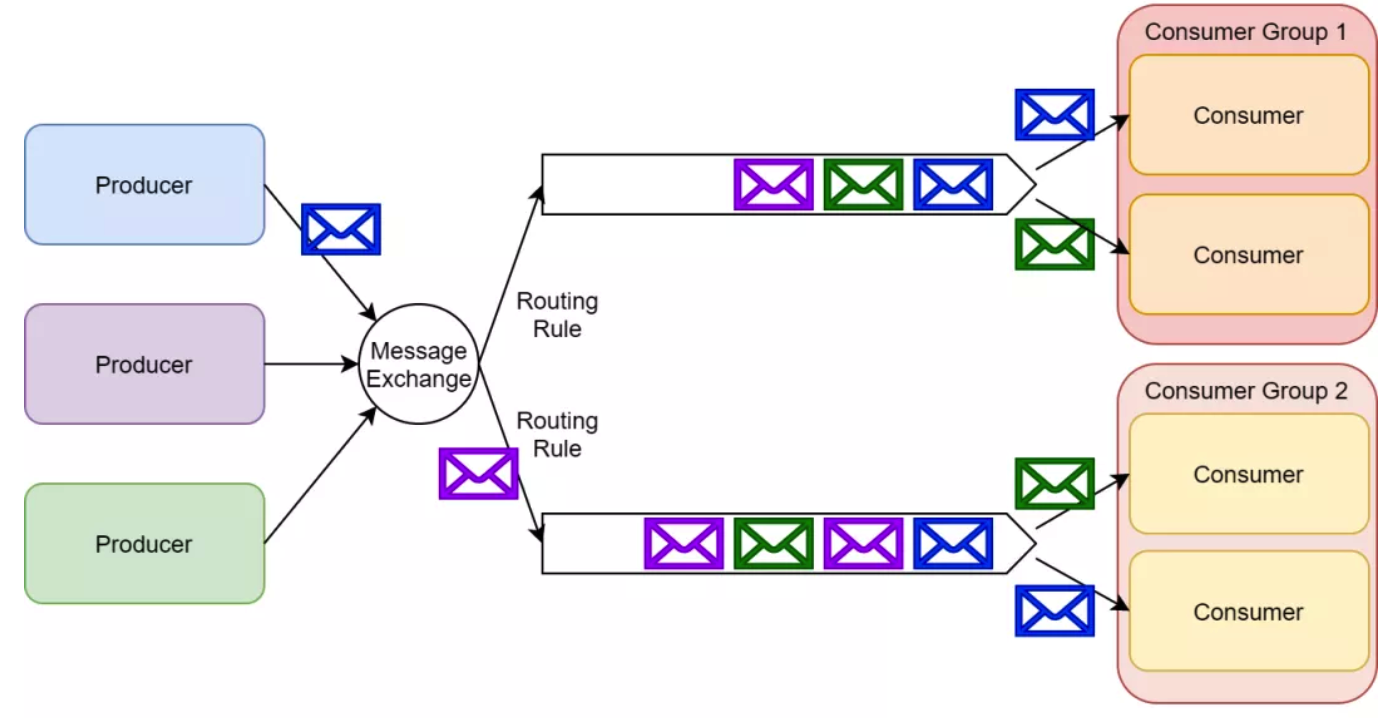 Producer
Producer
Producer
Message
Exchange
Routing
Rule
Routing
Rule
Consumer Group 1
Consumer
Consumer
Consumer Group 2
Consumer
Consumer